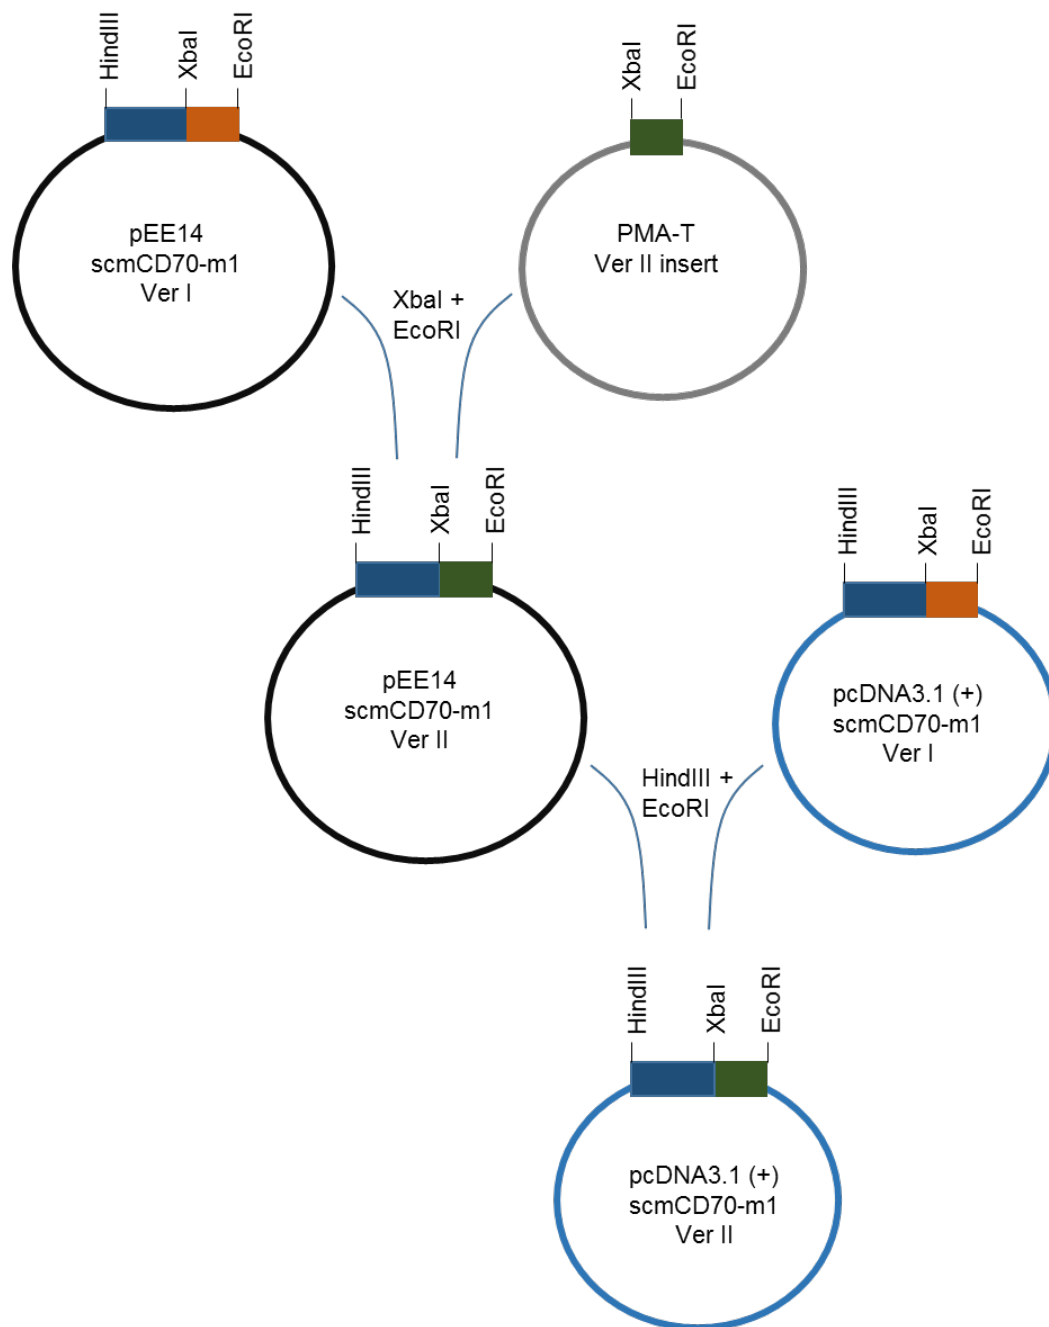 HindIII
XbaI
EcoRI
XbaI
EcoRI
pEE14
scmCD70-m1
Ver I
PMA-T
Ver II insert
XbaI +
EcoRI
HindIII
XbaI
EcoRI
HindIII
XbaI
EcoRI
pEE14
scmCD70-m1
Ver II
pcDNA3.1 (+)
scmCD70-m1
Ver I
HindIII +
EcoRI
HindIII
XbaI
EcoRI
pcDNA3.1 (+)
scmCD70-m1
Ver II